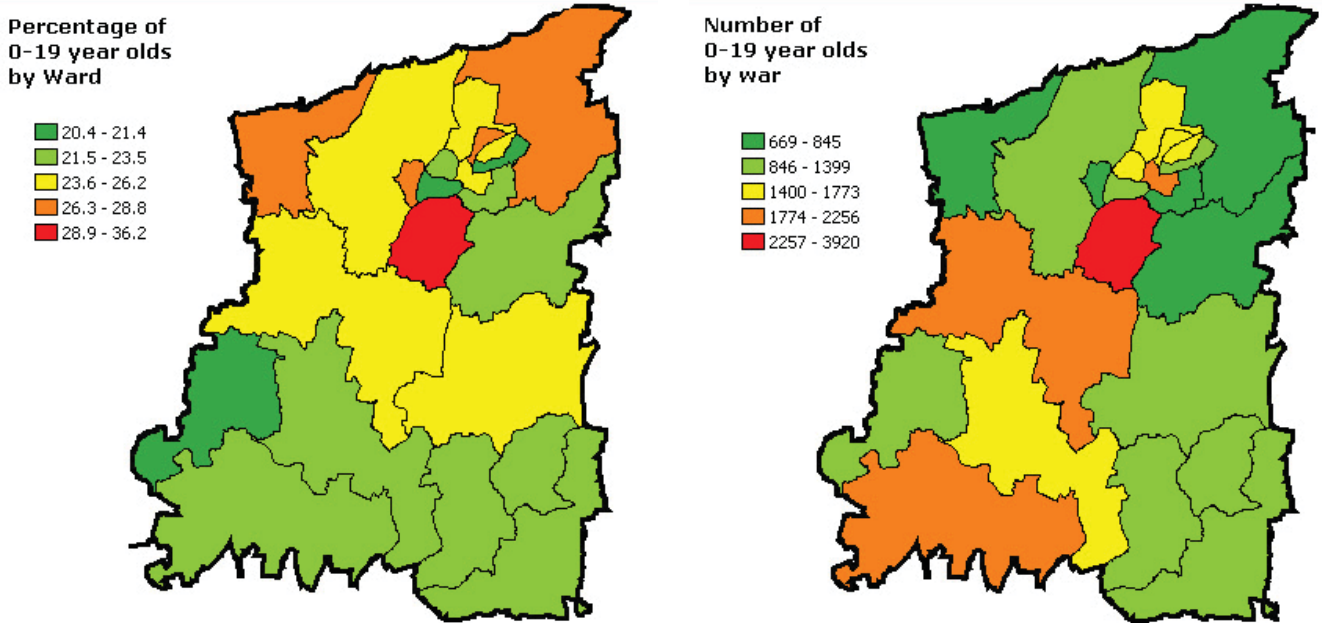 Percentage of
0-19 year olds
by Ward
20.4 - 21.4
21.5 - 23.5
23.6 - 26.2
26.3 - 28.8
28.9 - 36.2
Number of
0-19 year olds
by war
669 - 845
846 - 1399
1400 - 1773
1774 - 2256
2257 - 3920